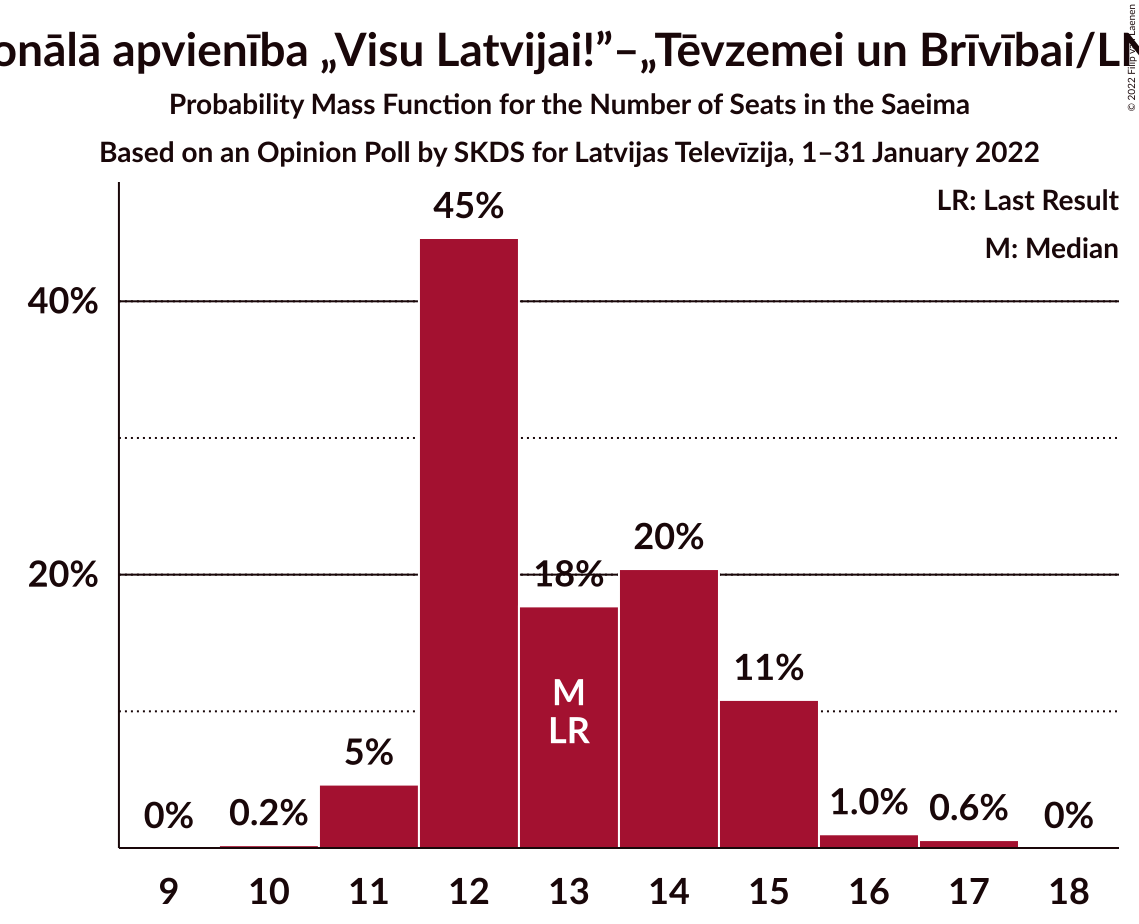 onālā apvienība „Visu Latvijai!”–„Tēvzemei un Brīvībai/LN
Probability Mass Function for the Number of Seats in the Saeima
Based on an Opinion Poll by SKDS for Latvijas Televīzija, 1–31 January 2022
LR: Last Result
M: Median
45%
40%
20%
18%
20%
M
LR
11%
5%
0%
0.2%
1.0%
0.6%
0%
9 10 11 12 13 14 15 16 17 18
© 2022 Filip Laenen